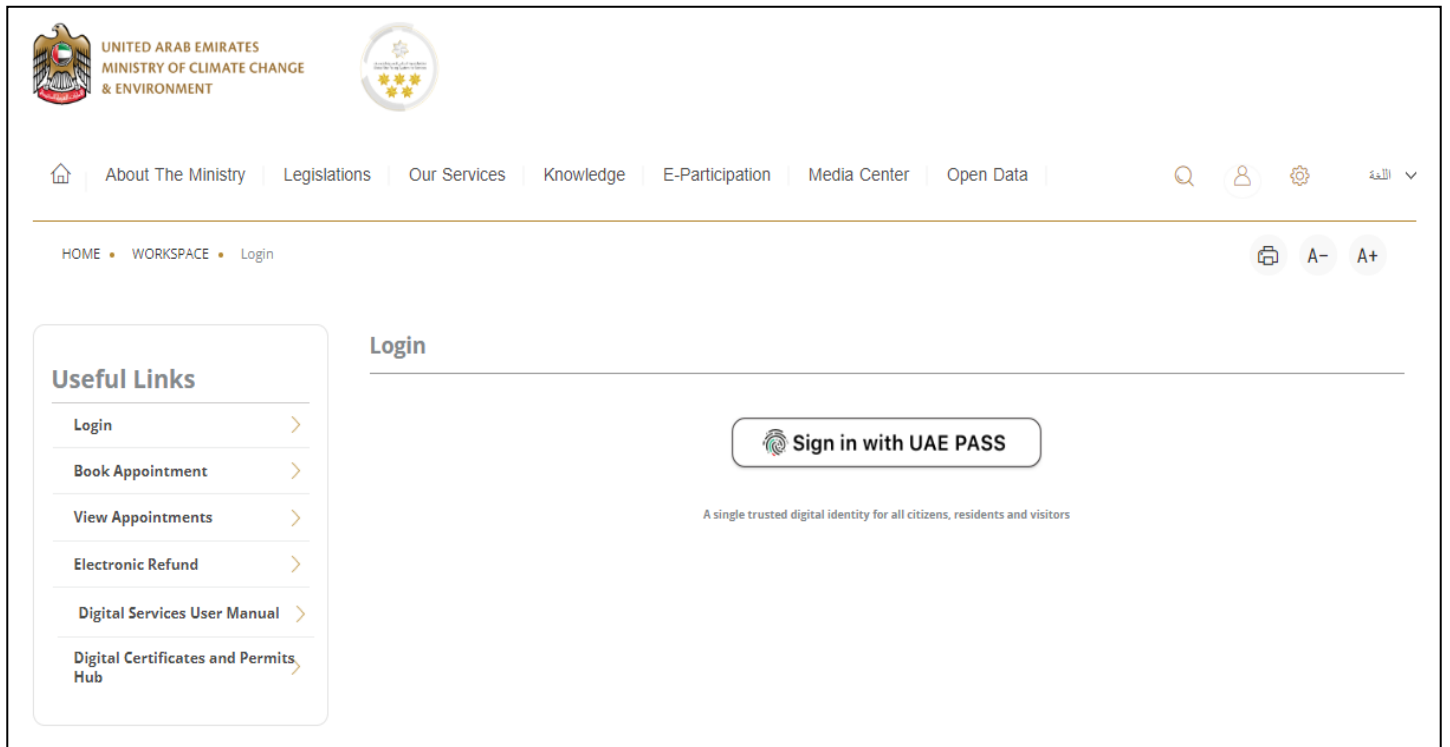 UNITED ARAB EMIRATES
MINISTRY OF CLIMATE CHANGE
& ENVIRONMENT
About The Ministry
Legislations
Our Services
Knowledge
E-Participation
Media Center
Open Data
اللغة
HOME • WORKSPACE • Login
A- A+
Useful Links
Login
Book Appointment
View Appointments
Electronic Refund
Digital Services User Manual
Digital Certificates and Permits
Hub
Login
Sign in with UAE PASS
A single trusted digital identity for all citizens, residents and visitors